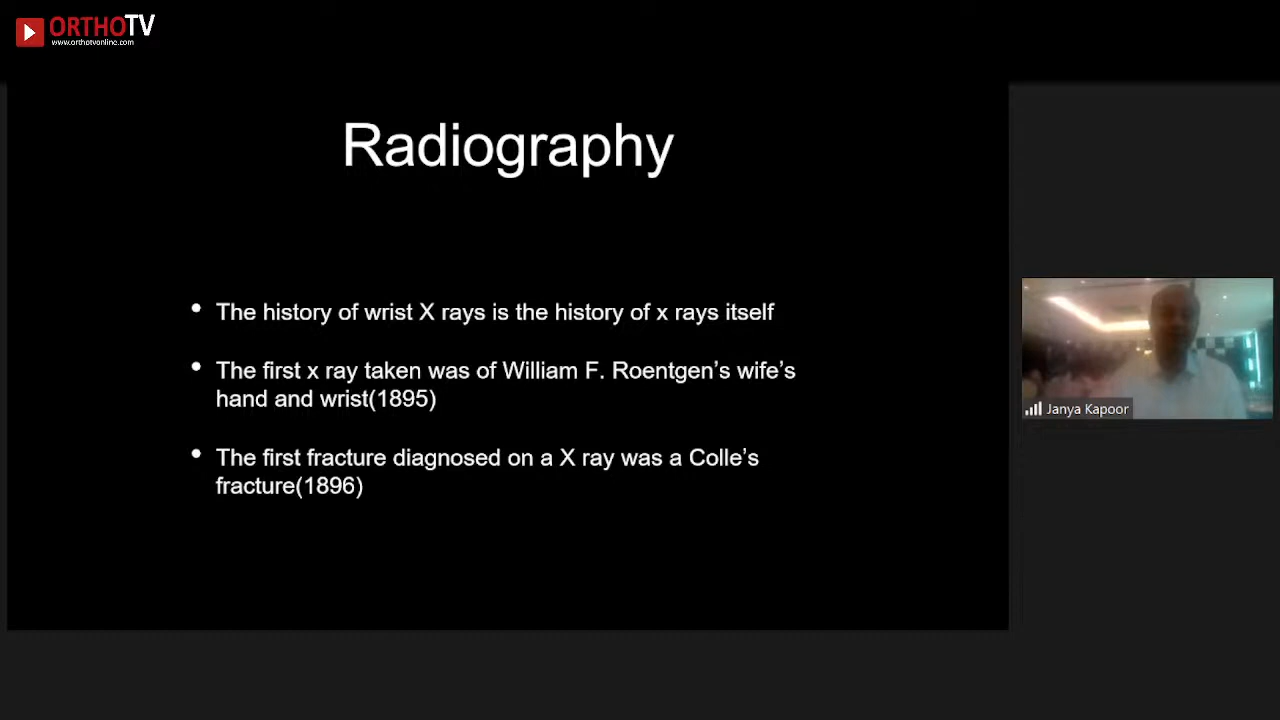 ORTHOTV
www.orthotvonline.com
Radiography
• The history of wrist X rays is the history of x rays itself
• The first x ray taken was of William F. Roentgen’s wife’s
hand and wrist(1895)
• The first fracture diagnosed on a X ray was a Colle’s
fracture(1896)
Janya Kapoor